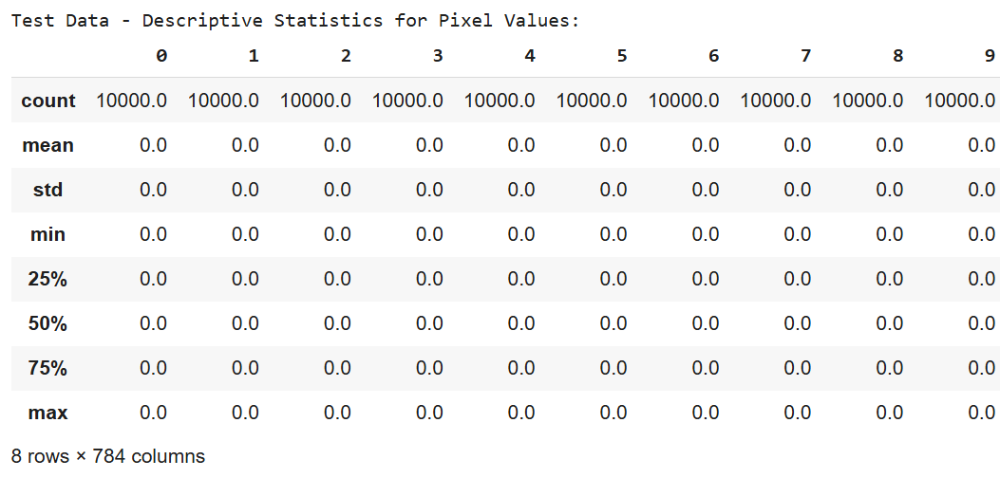 Test Data - Descriptive Statistics for Pixel Values:
0 1 2 3 4 5 6 7 8 9
count 10000.0 10000.0 10000.0 10000.0 10000.0 10000.0 10000.0 10000.0 10000.0 10000.0
mean 0.0 0.0 0.0 0.0 0.0 0.0 0.0 0.0 0.0 0.0
std 0.0 0.0 0.0 0.0 0.0 0.0 0.0 0.0 0.0 0.0
min 0.0 0.0 0.0 0.0 0.0 0.0 0.0 0.0 0.0 0.0
25% 0.0 0.0 0.0 0.0 0.0 0.0 0.0 0.0 0.0 0.0
50% 0.0 0.0 0.0 0.0 0.0 0.0 0.0 0.0 0.0 0.0
75% 0.0 0.0 0.0 0.0 0.0 0.0 0.0 0.0 0.0 0.0
max 0.0 0.0 0.0 0.0 0.0 0.0 0.0 0.0 0.0 0.0
8 rows × 784 columns